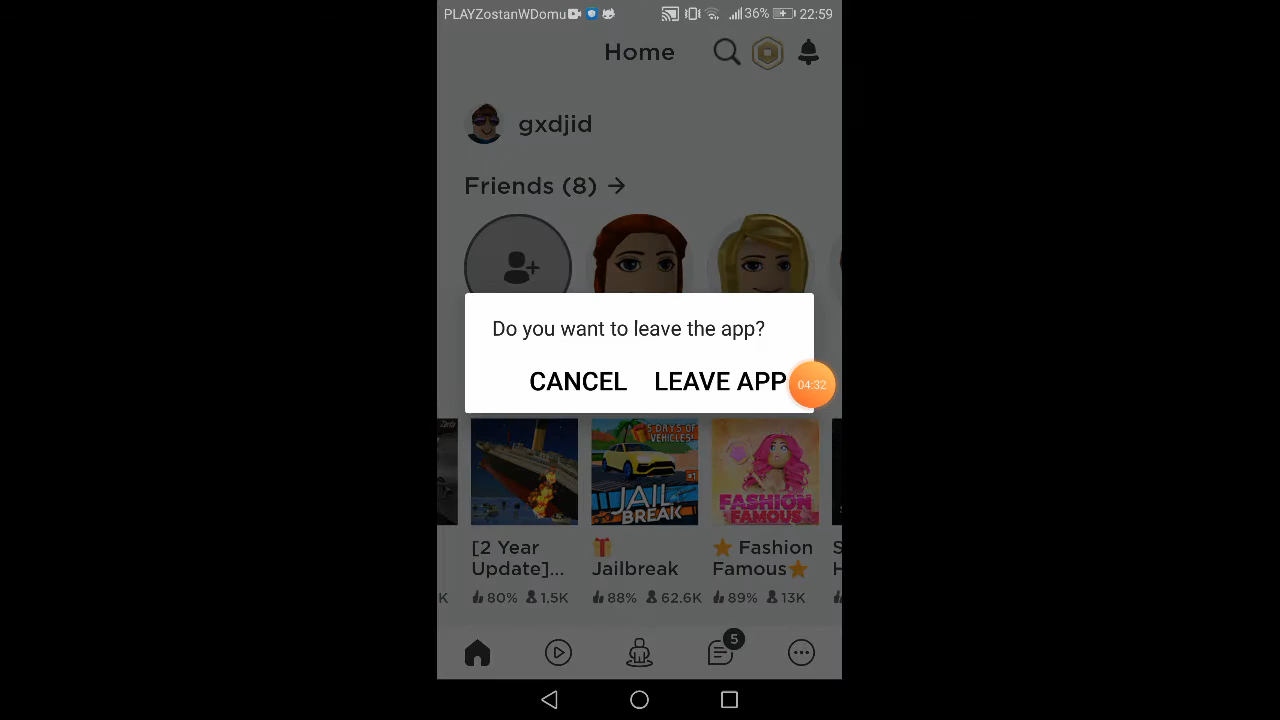 PLAYZostanWDomu 36% 22:59
Home
gxdjid
Friends (8) →
Do you want to leave the app?
CANCEL LEAVE APP
04:32
5 DAYS OF VEHICLES!
JAIL BREAK
FASHION FAMOUS
[2 Year Update]...
🎁 Jailbreak
⭐ Fashion Famous⭐
S
H
K 80% 1.5K 88% 62.6K 89% 13K
5